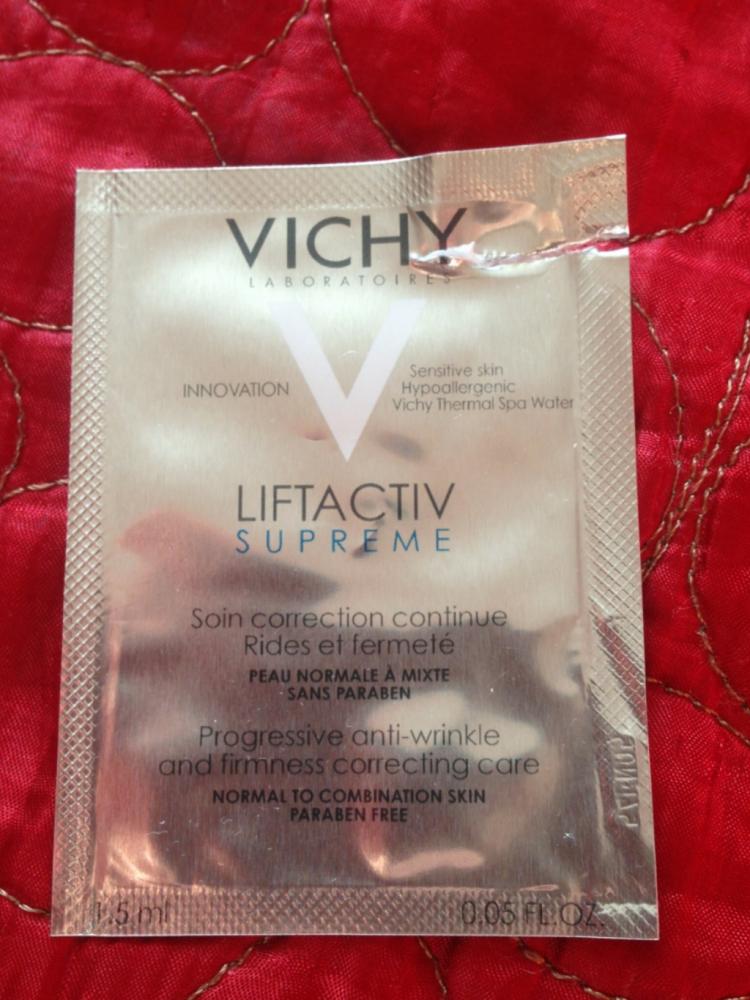 VICHY
LABORATOIRES
V
INNOVATION
Sensitive skin
Hypoallergenic
Vichy Thermal Spa Water
LIFTACTIV
SUPREME
Soin correction continue
Rides et fermeté
PEAU NORMALE À MIXTE
SANS PARABEN
Progressive anti-wrinkle
and firmness correcting care
NORMAL TO COMBINATION SKIN
PARABEN FREE
1.5 ml 0.05 FL.OZ.